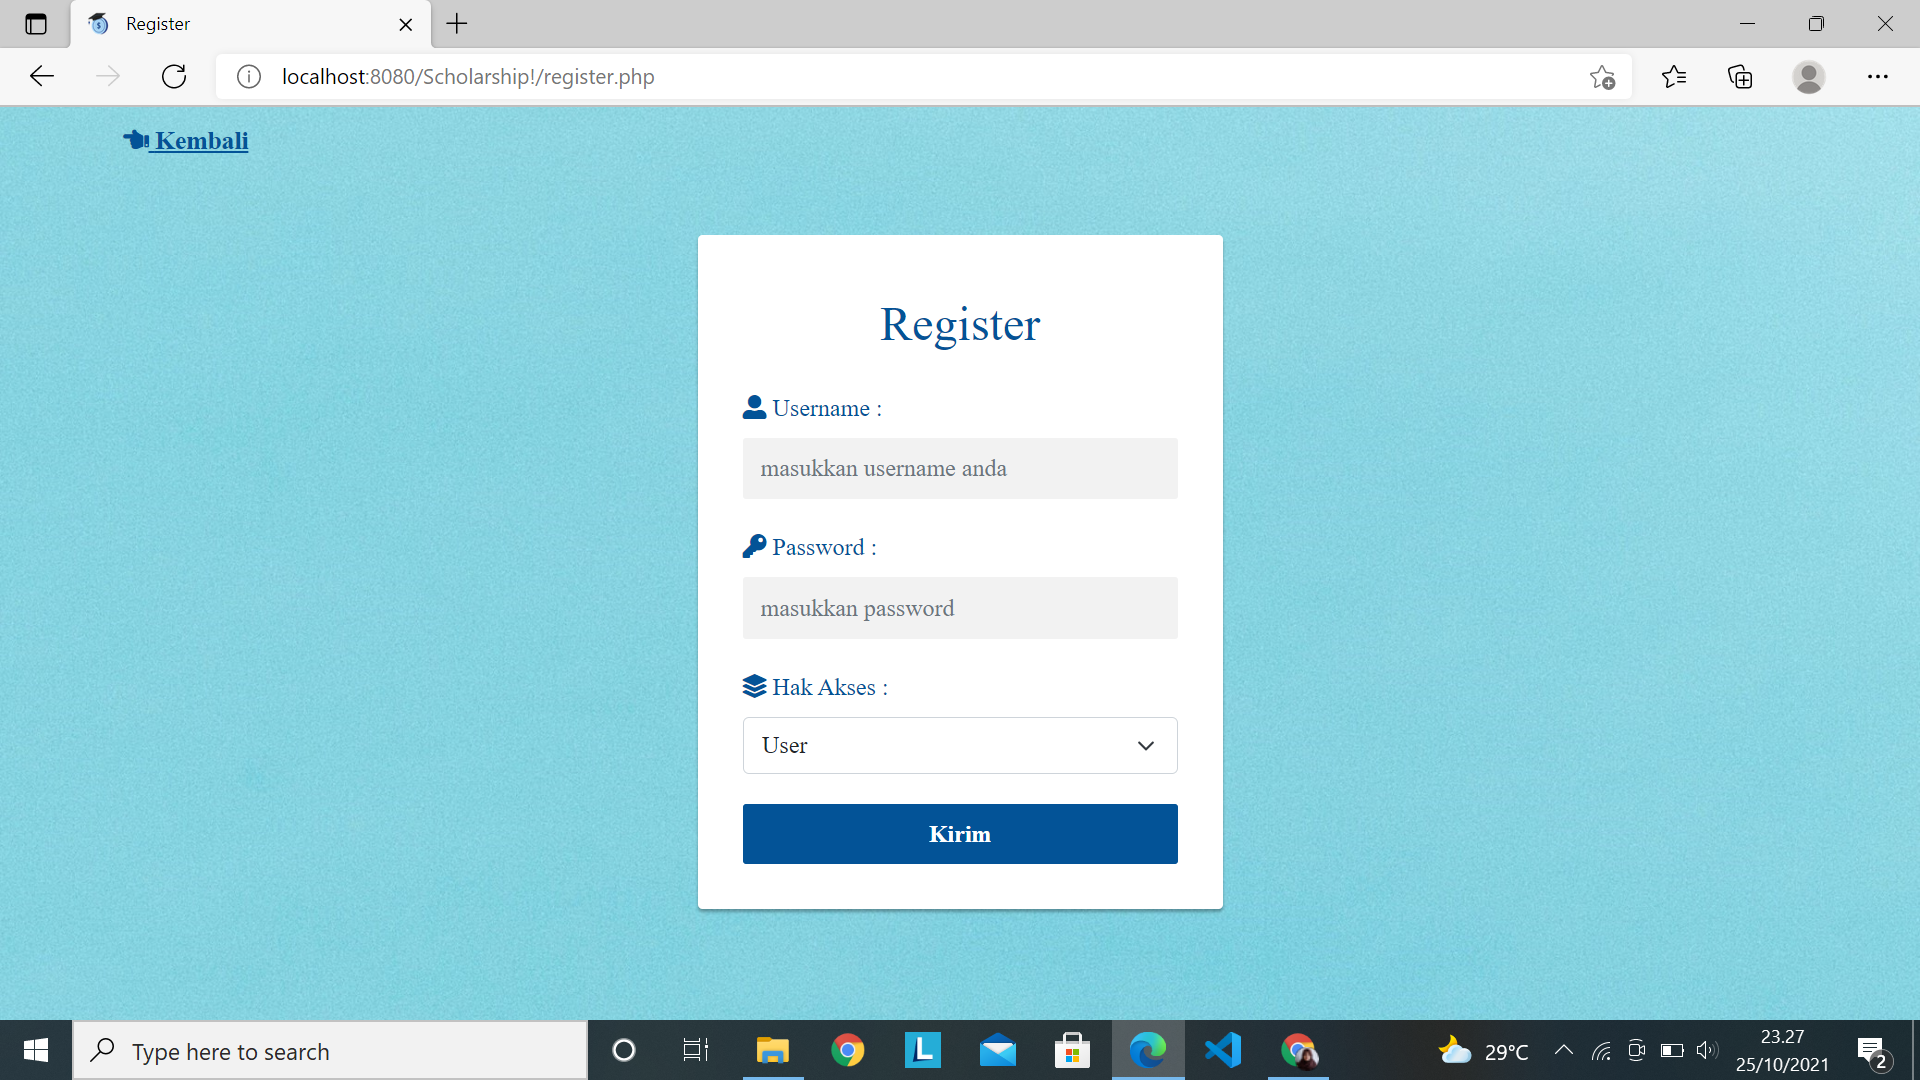 Register
localhost:8080/Scholarship!/register.php
Kembali
Register
Username :
masukkan username anda
Password :
masukkan password
Hak Akses :
User
Kirim
Type here to search
L
29°C
23.27
25/10/2021
2